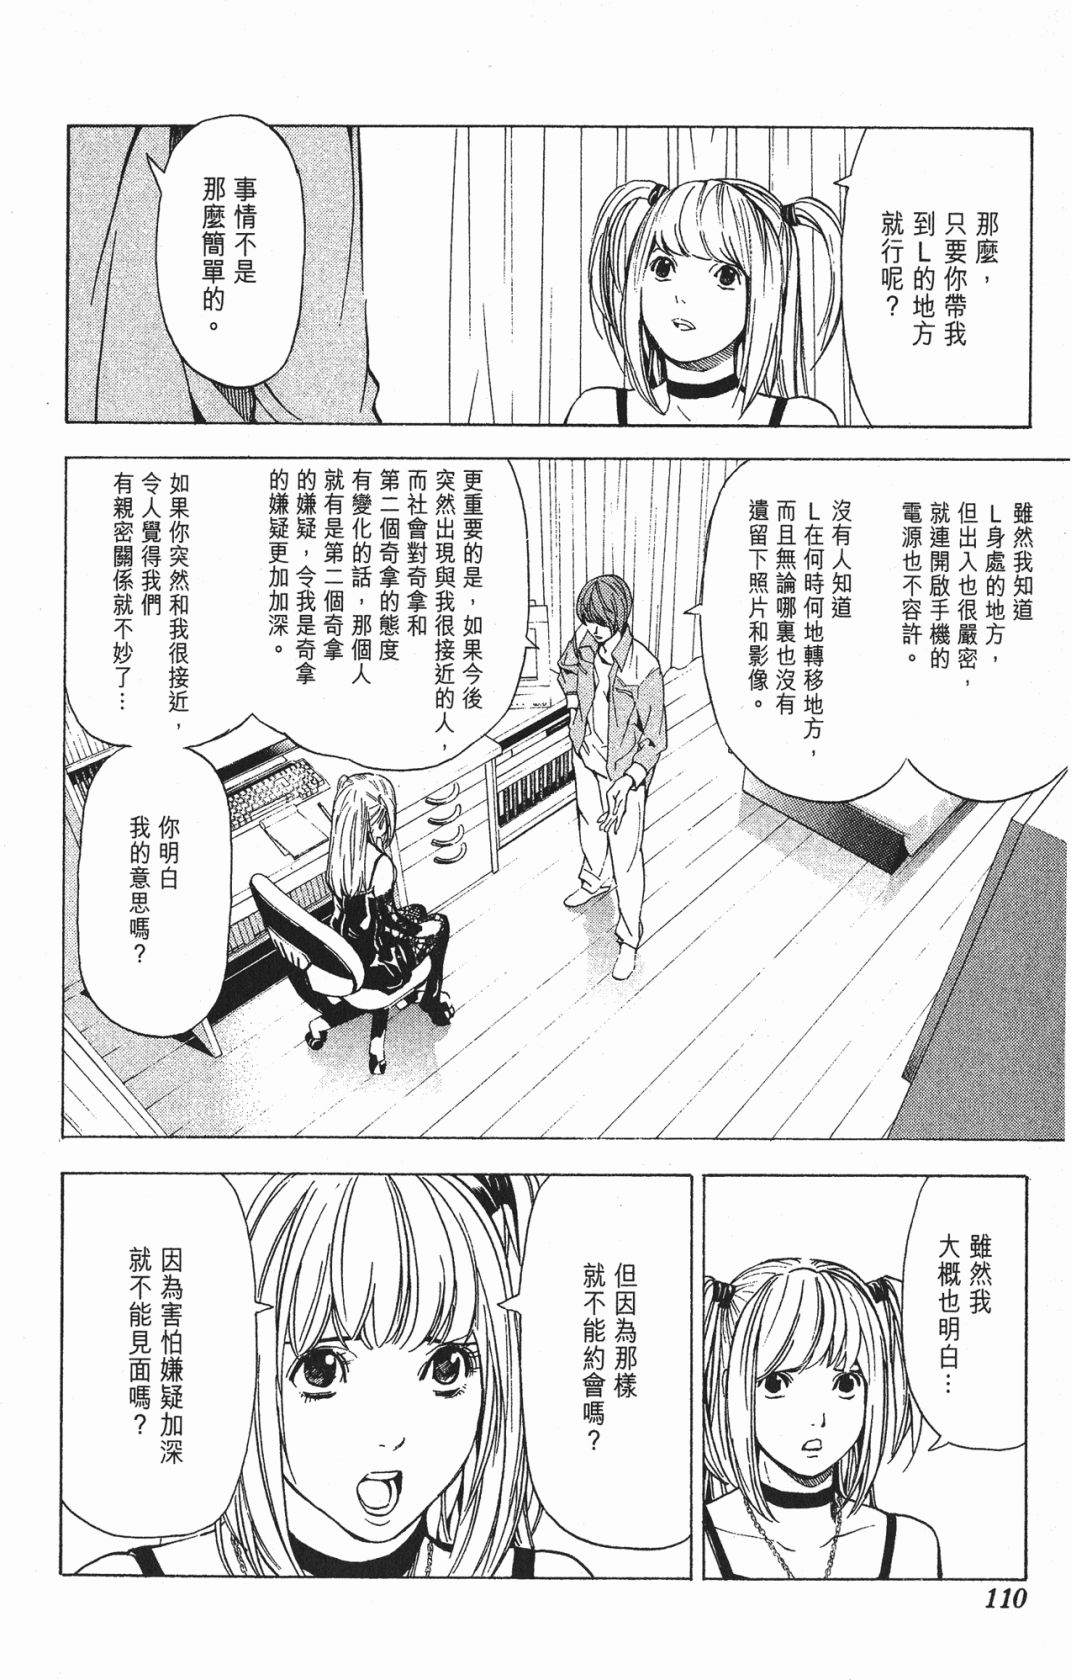 那麼，
只要你帶我
到L的地方
就行呢？
事情不是
那麼簡單的。
雖然我知道
L身處的地方，
但出入也很嚴密，
就連開啟手機的
電源也不容許。
沒有人知道
L在何時何地轉移地方，
而且無論哪裏也沒有
遺留下照片和影像。
更重要的是，如果今後
突然出現與我很接近的人，
而社會對奇拿和
第二個奇拿的態度
有變化的話，那個人
就有是第二個奇拿
的嫌疑，令我是奇拿
的嫌疑更加加深。
如果你突然和我很接近，
令人覺得我們
有親密關係就不妙了…
你明白
我的意思嗎？
雖然我
大概也明白…
但因為那樣
就不能約會嗎？
因為害怕嫌疑加深
就不能見面嗎？
110